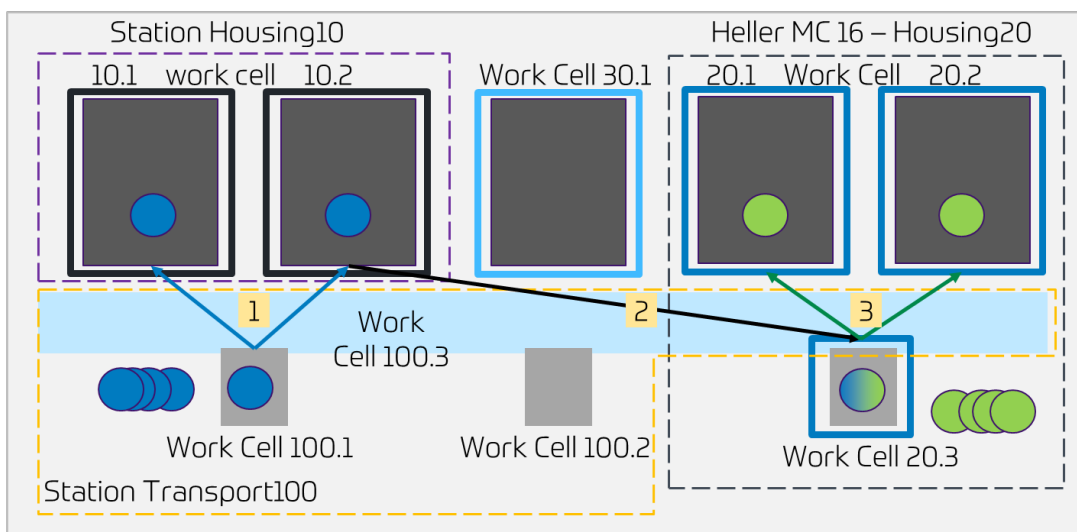 Station Housing10
Heller MC 16 – Housing20
10.1 work cell 10.2
Work Cell 30.1
20.1 Work Cell 20.2
1
2
3
Work
Cell 100.3
Work Cell 100.1
Work Cell 100.2
Work Cell 20.3
Station Transport100